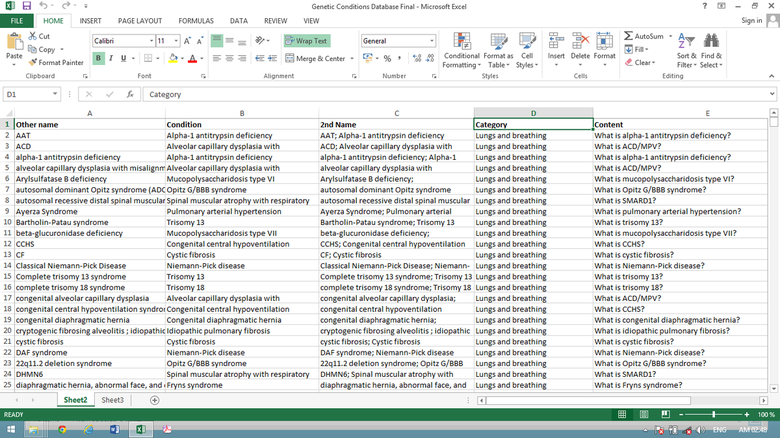 Genetic Conditions Database Final - Microsoft Excel
Sign in
FILE HOME INSERT PAGE LAYOUT FORMULAS DATA REVIEW VIEW
Paste
Cut
Copy
Format Painter
Clipboard
Calibri 11
B I U
Font
Wrap Text
Merge & Center
Alignment
General
Number
Conditional Formatting
Format as Table
Cell Styles
Styles
Insert Delete Format
Cells
AutoSum
Fill
Clear
Sort & Filter
Find & Select
Editing
D1 fx Category
A B C D E
1 Other name Condition 2nd Name Category Content
2 AAT Alpha-1 antitrypsin deficiency AAT; Alpha-1 antitrypsin deficiency Lungs and breathing What is alpha-1 antitrypsin deficiency?
3 ACD Alveolar capillary dysplasia with ACD; Alveolar capillary dysplasia with Lungs and breathing What is ACD/MPV?
4 alpha-1 antitrypsin deficiency Alpha-1 antitrypsin deficiency alpha-1 antitrypsin deficiency; Alpha-1 Lungs and breathing What is alpha-1 antitrypsin deficiency?
5 alveolar capillary dysplasia with misalignm Alveolar capillary dysplasia with alveolar capillary dysplasia with Lungs and breathing What is ACD/MPV?
6 Arylsulfatase B deficiency Mucopolysaccharidosis type VI Arylsulfatase B deficiency; Lungs and breathing What is mucopolysaccharidosis type VI?
7 autosomal dominant Opitz syndrome (ADO Opitz G/BBB syndrome autosomal dominant Opitz syndrome Lungs and breathing What is Opitz G/BBB syndrome?
8 autosomal recessive distal spinal muscular Spinal muscular atrophy with respiratory autosomal recessive distal spinal muscular Lungs and breathing What is SMARD1?
9 Ayerza Syndrome Pulmonary arterial hypertension Ayerza Syndrome; Pulmonary arterial Lungs and breathing What is pulmonary arterial hypertension?
10 Bartholin-Patau syndrome Trisomy 13 Bartholin-Patau syndrome; Trisomy 13 Lungs and breathing What is trisomy 13?
11 beta-glucuronidase deficiency Mucopolysaccharidosis type VII beta-glucuronidase deficiency; Lungs and breathing What is mucopolysaccharidosis type VII?
12 CCHS Congenital central hypoventilation CCHS; Congenital central hypoventilation Lungs and breathing What is CCHS?
13 CF Cystic fibrosis CF; Cystic fibrosis Lungs and breathing What is cystic fibrosis?
14 Classical Niemann-Pick Disease Niemann-Pick disease Classical Niemann-Pick Disease; Niemann- Lungs and breathing What is Niemann-Pick disease?
15 Complete trisomy 13 syndrome Trisomy 13 Complete trisomy 13 syndrome; Trisomy 13 Lungs and breathing What is trisomy 13?
16 complete trisomy 18 syndrome Trisomy 18 complete trisomy 18 syndrome; Trisomy 18 Lungs and breathing What is trisomy 18?
17 congenital alveolar capillary dysplasia Alveolar capillary dysplasia with congenital alveolar capillary dysplasia; Lungs and breathing What is ACD/MPV?
18 congenital central hypoventilation syndrom Congenital central hypoventilation congenital central hypoventilation Lungs and breathing What is CCHS?
19 congenital diaphragmatic hernia Congenital diaphragmatic hernia congenital diaphragmatic hernia; Lungs and breathing What is congenital diaphragmatic hernia?
20 cryptogenic fibrosing alveolitis ; idiopathic Idiopathic pulmonary fibrosis cryptogenic fibrosing alveolitis ; idiopathic Lungs and breathing What is idiopathic pulmonary fibrosis?
21 cystic fibrosis Cystic fibrosis cystic fibrosis; Cystic fibrosis Lungs and breathing What is cystic fibrosis?
22 DAF syndrome Niemann-Pick disease DAF syndrome; Niemann-Pick disease Lungs and breathing What is Niemann-Pick disease?
23 22q11.2 deletion syndrome Opitz G/BBB syndrome 22q11.2 deletion syndrome; Opitz G/BBB Lungs and breathing What is Opitz G/BBB syndrome?
24 DHMN6 Spinal muscular atrophy with respiratory DHMN6; Spinal muscular atrophy with Lungs and breathing What is SMARD1?
25 diaphragmatic hernia, abnormal face, and Fryns syndrome diaphragmatic hernia, abnormal face, and Lungs and breathing What is Fryns syndrome?
Sheet2 Sheet3
READY 100 %
ENG AM 02:48